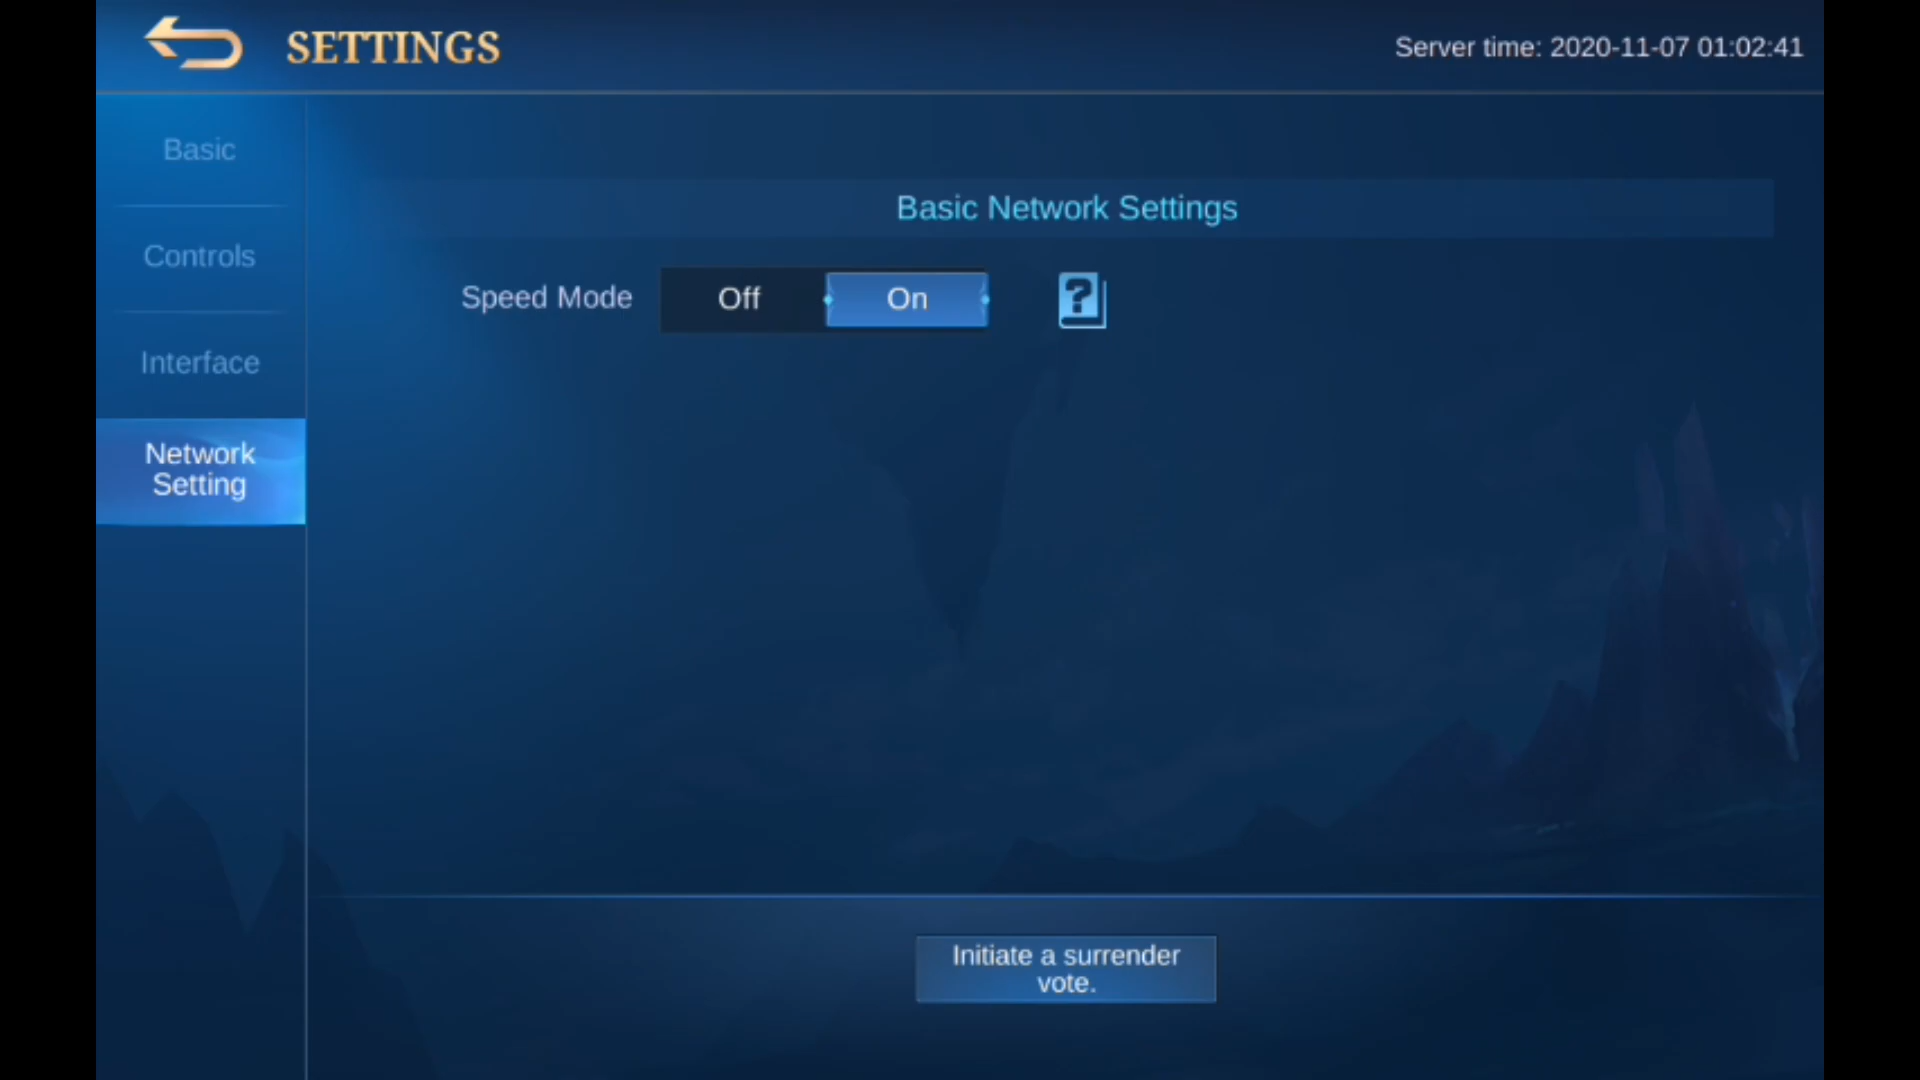 SETTINGS
Server time: 2020-11-07 01:02:41
Basic
Controls
Interface
Network
Setting
Basic Network Settings
Speed Mode
Off
On
?
Initiate a surrender
vote.